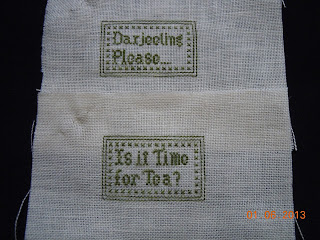 Darjeeling
Please...
Is it Time
for Tea?